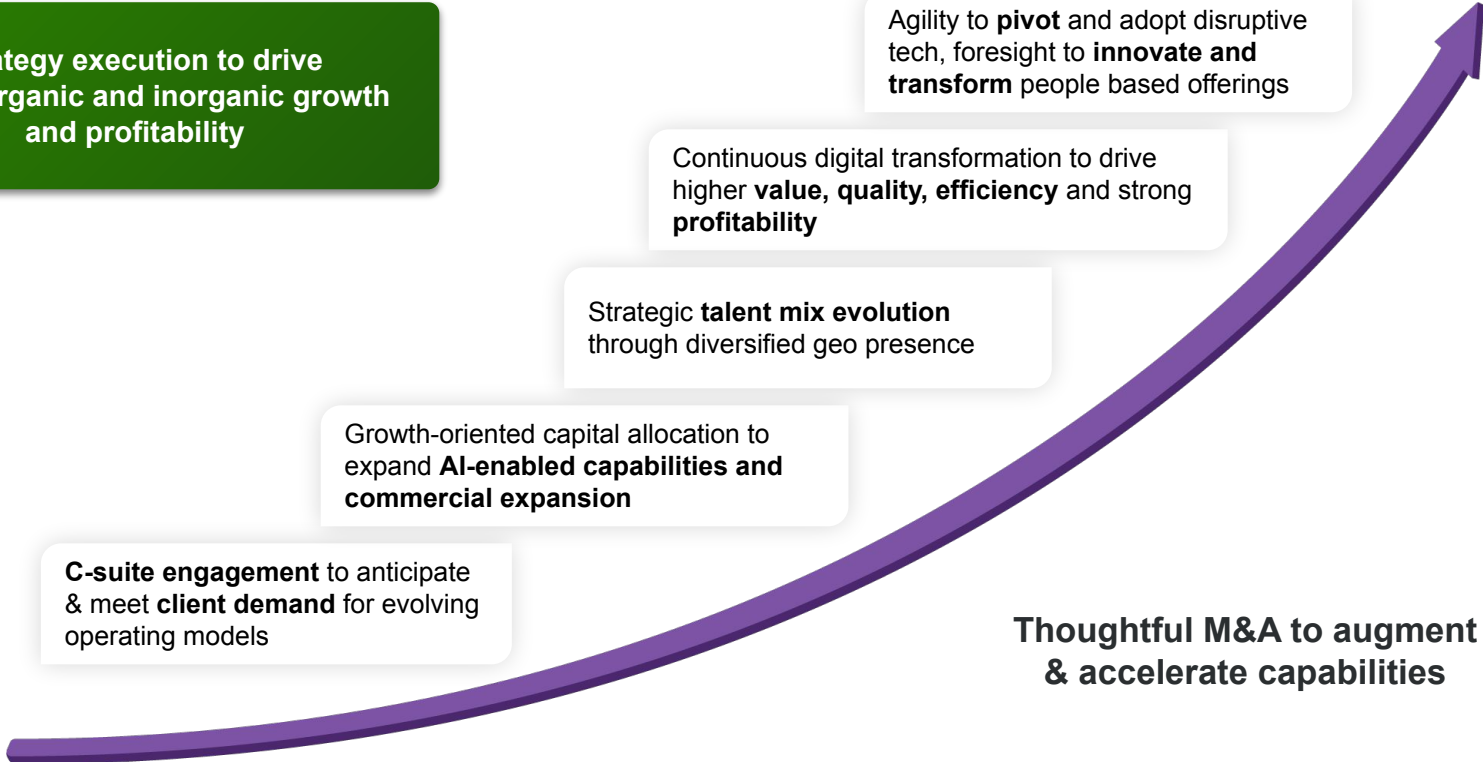 execution to drive
and inorganic growth
and profitability
Agility to pivot and adopt disruptive
tech, foresight to innovate and
transform people based offerings
Continuous digital transformation to drive
higher value, quality, efficiency and strong
profitability
Strategic talent mix evolution
through diversified geo presence
Growth-oriented capital allocation to
expand AI-enabled capabilities and
commercial expansion
C-suite engagement to anticipate
& meet client demand for evolving
operating models
Thoughtful M&A to augment
& accelerate capabilities